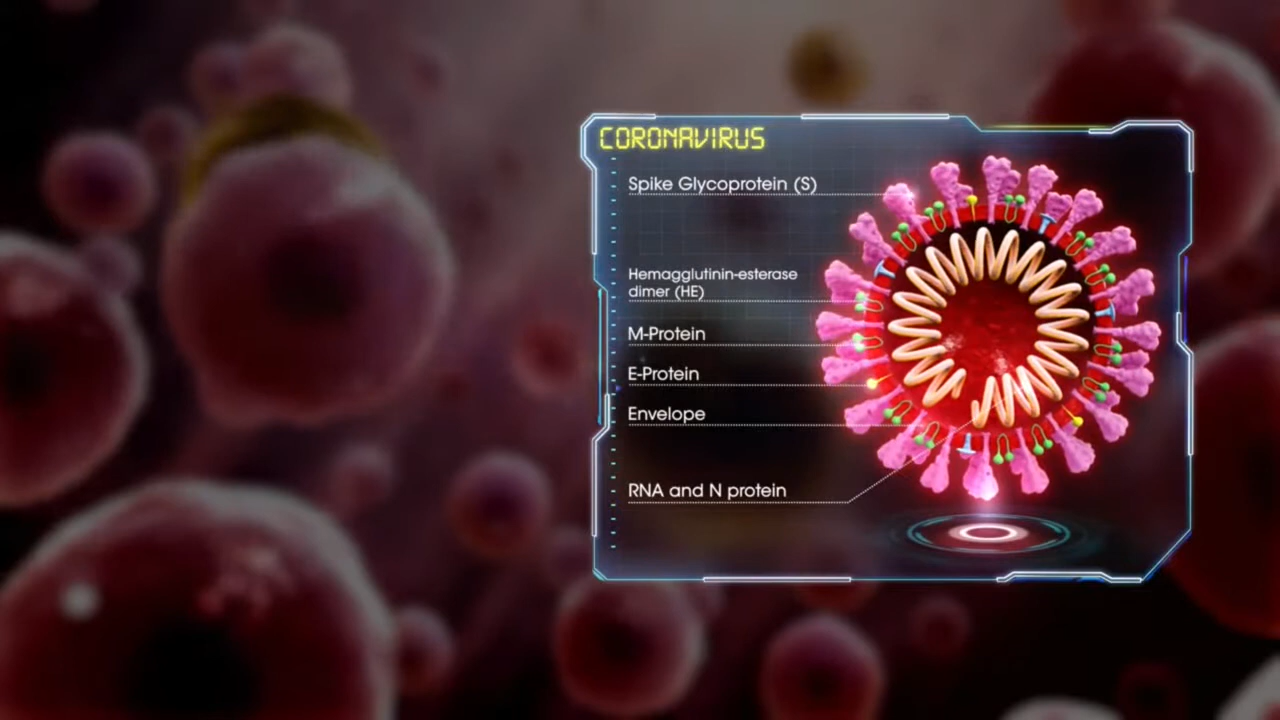 CORONAVIRUS
Spike Glycoprotein (S)
Hemagglutinin-esterase
dimer (HE)
M-Protein
E-Protein
Envelope
RNA and N protein